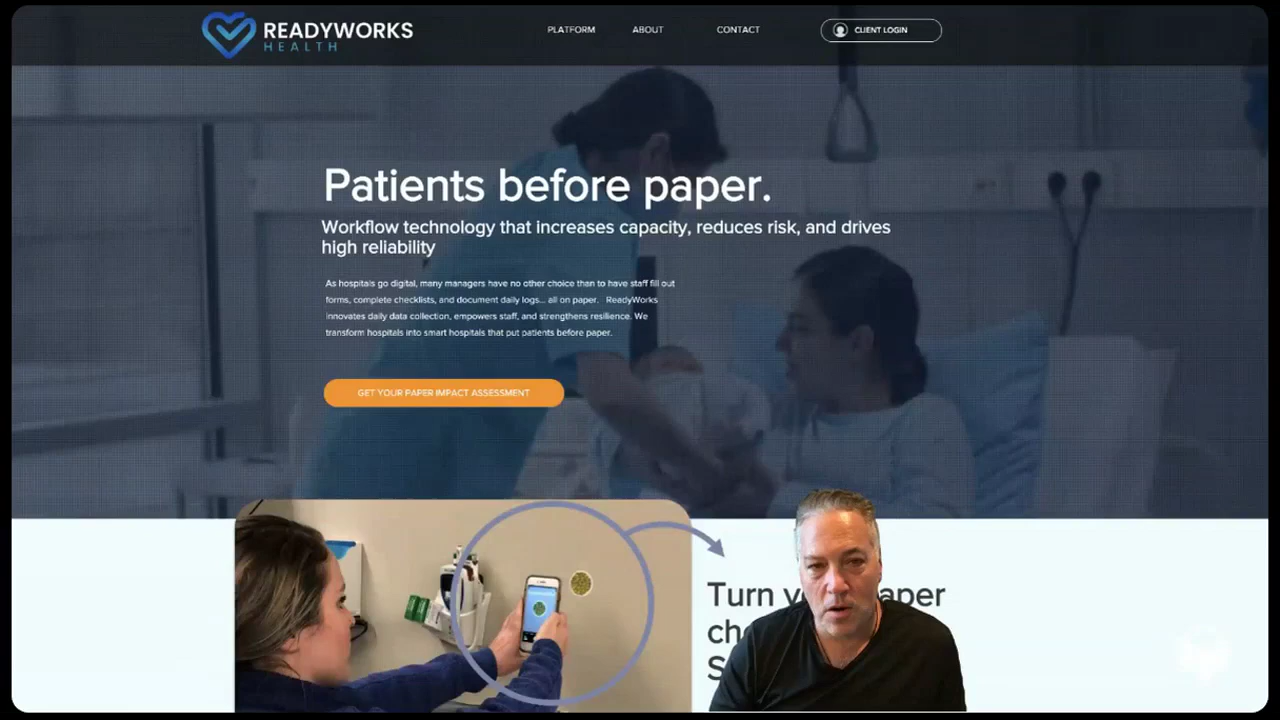 READYWORKS
HEALTH
PLATFORM
ABOUT
CONTACT
CLIENT LOGIN
Patients before paper.
Workflow technology that increases capacity, reduces risk, and drives
high reliability
As hospitals go digital, many managers have no other choice than to have staff fill out
forms, complete checklists, and document daily logs... all on paper. ReadyWorks
innovates daily data collection, empowers staff, and strengthens resilience. We
transform hospitals into smart hospitals that put patients before paper.
GET YOUR PAPER IMPACT ASSESSMENT
Turn